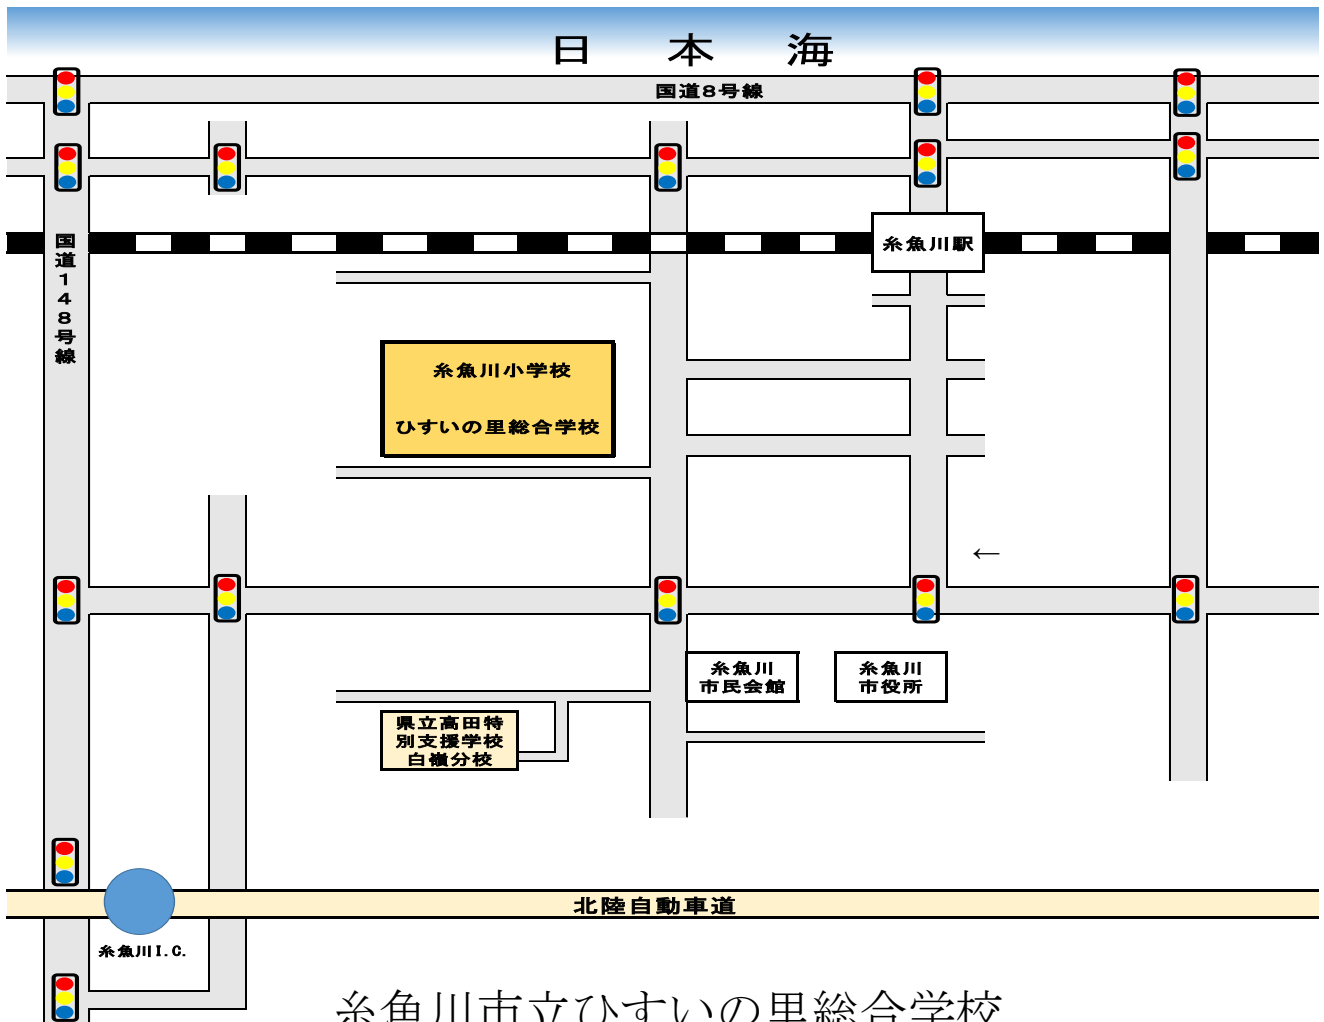 日 本 海
国道8号線
国道148号線
糸魚川駅
糸魚川小学校
ひすいの里総合学校
←
糸魚川
市民会館
糸魚川
市役所
県立高田特
別支援学校
白嶺分校
北陸自動車道
糸魚川I.C.
糸魚川市立ひすいの里総合学校